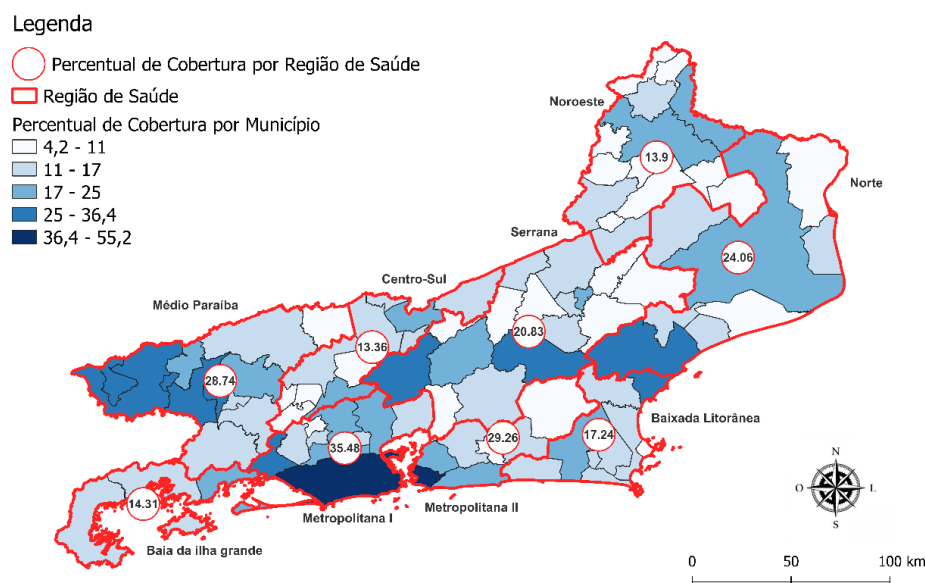 Legenda
Percentual de Cobertura por Região de Saúde
Região de Saúde
Percentual de Cobertura por Município
4,2 - 11
11 - 17
17 - 25
25 - 36,4
36,4 - 55,2
Noroeste
13.9
Norte
Serrana
24.06
Centro-Sul
Médio Paraíba
20.83
13.36
28.74
Baixada Litorânea
29.26
17.24
35.48
14.31
Metropolitana I
Metropolitana II
Baia da ilha grande
N
O
L
S
0 50 100 km